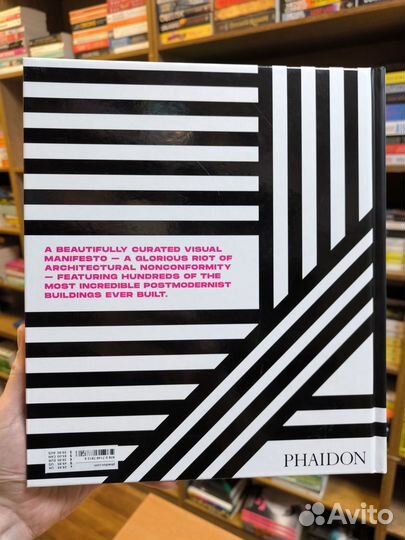 A BEAUTIFULLY CURATED VISUAL
MANIFESTO — A GLORIOUS RIOT OF
ARCHITECTURAL NONCONFORMITY
— FEATURING HUNDREDS OF THE
MOST INCREDIBLE POSTMODERNIST
BUILDINGS EVER BUILT.
PHAIDON
Avito